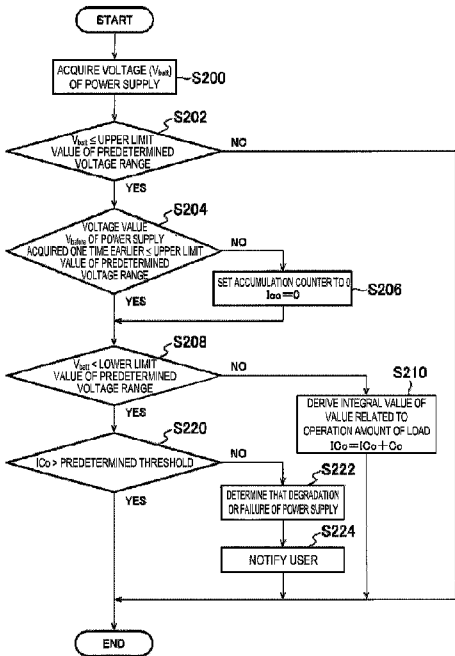 START
ACQUIRE VOLTAGE (Vbatt)
OF POWER SUPPLY
S200
S202
Vbatt ≤ UPPER LIMIT
VALUE OF PREDETERMINED
VOLTAGE RANGE
NO
YES
S204
VOLTAGE VALUE
Vbefore OF POWER SUPPLY
ACQUIRED ONE TIME EARLIER ≤ UPPER LIMIT
VALUE OF PREDETERMINED
VOLTAGE RANGE
NO
YES
SET ACCUMULATION COUNTER TO 0
=0
S206
S208
Vbatt < LOWER LIMIT
VALUE OF PREDETERMINED
VOLTAGE RANGE
NO
YES
S210
DERIVE INTEGRAL VALUE OF
VALUE RELATED TO
OPERATION AMOUNT OF LOAD
ICo=ICo+Co
S220
ICo > PREDETERMINED THRESHOLD
NO
YES
S222
DETERMINE THAT DEGRADATION
OR FAILURE OF POWER SUPPLY
S224
NOTIFY USER
END